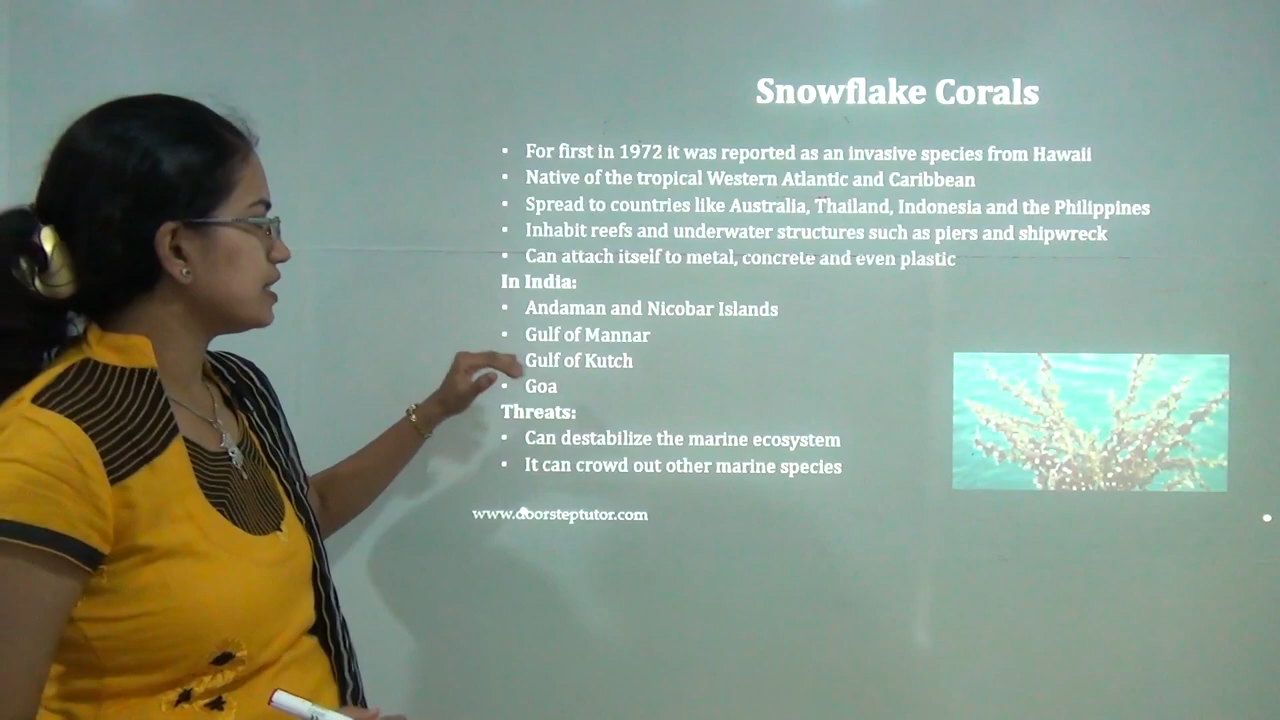 Snowflake Corals
• For first in 1972 it was reported as an invasive species from Hawaii
• Native of the tropical Western Atlantic and Caribbean
• Spread to countries like Australia, Thailand, Indonesia and the Philippines
• Inhabit reefs and underwater structures such as piers and shipwreck
• Can attach itself to metal, concrete and even plastic
In India:
• Andaman and Nicobar Islands
• Gulf of Mannar
Gulf of Kutch
• Goa
Threats:
• Can destabilize the marine ecosystem
• It can crowd out other marine species
www.doorsteptutor.com